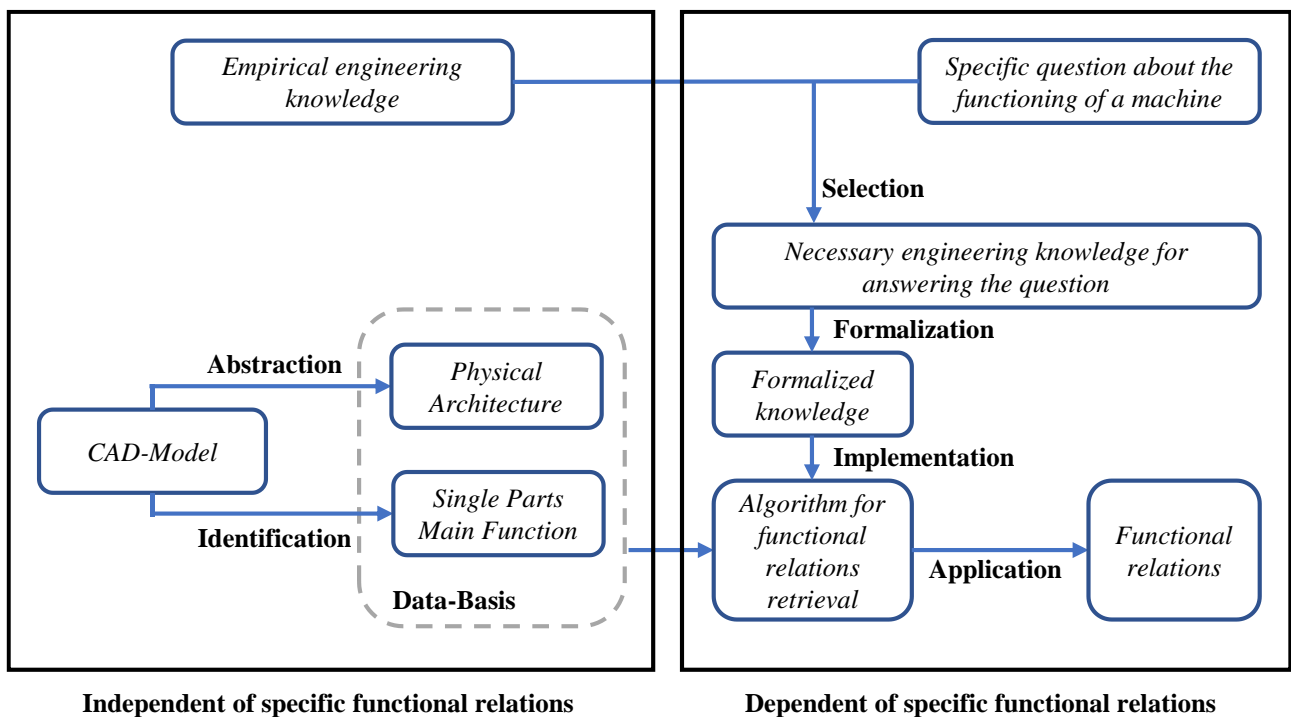 Empirical engineering
knowledge
Specific question about the
functioning of a machine
Selection
Necessary engineering knowledge for
answering the question
Formalization
Abstraction
Physical
Architecture
Formalized
knowledge
CAD-Model
Implementation
Single Parts
Main Function
Identification
Algorithm for
functional
relations
retrieval
Application
Functional
relations
Data-Basis
Independent of specific functional relations
Dependent of specific functional relations